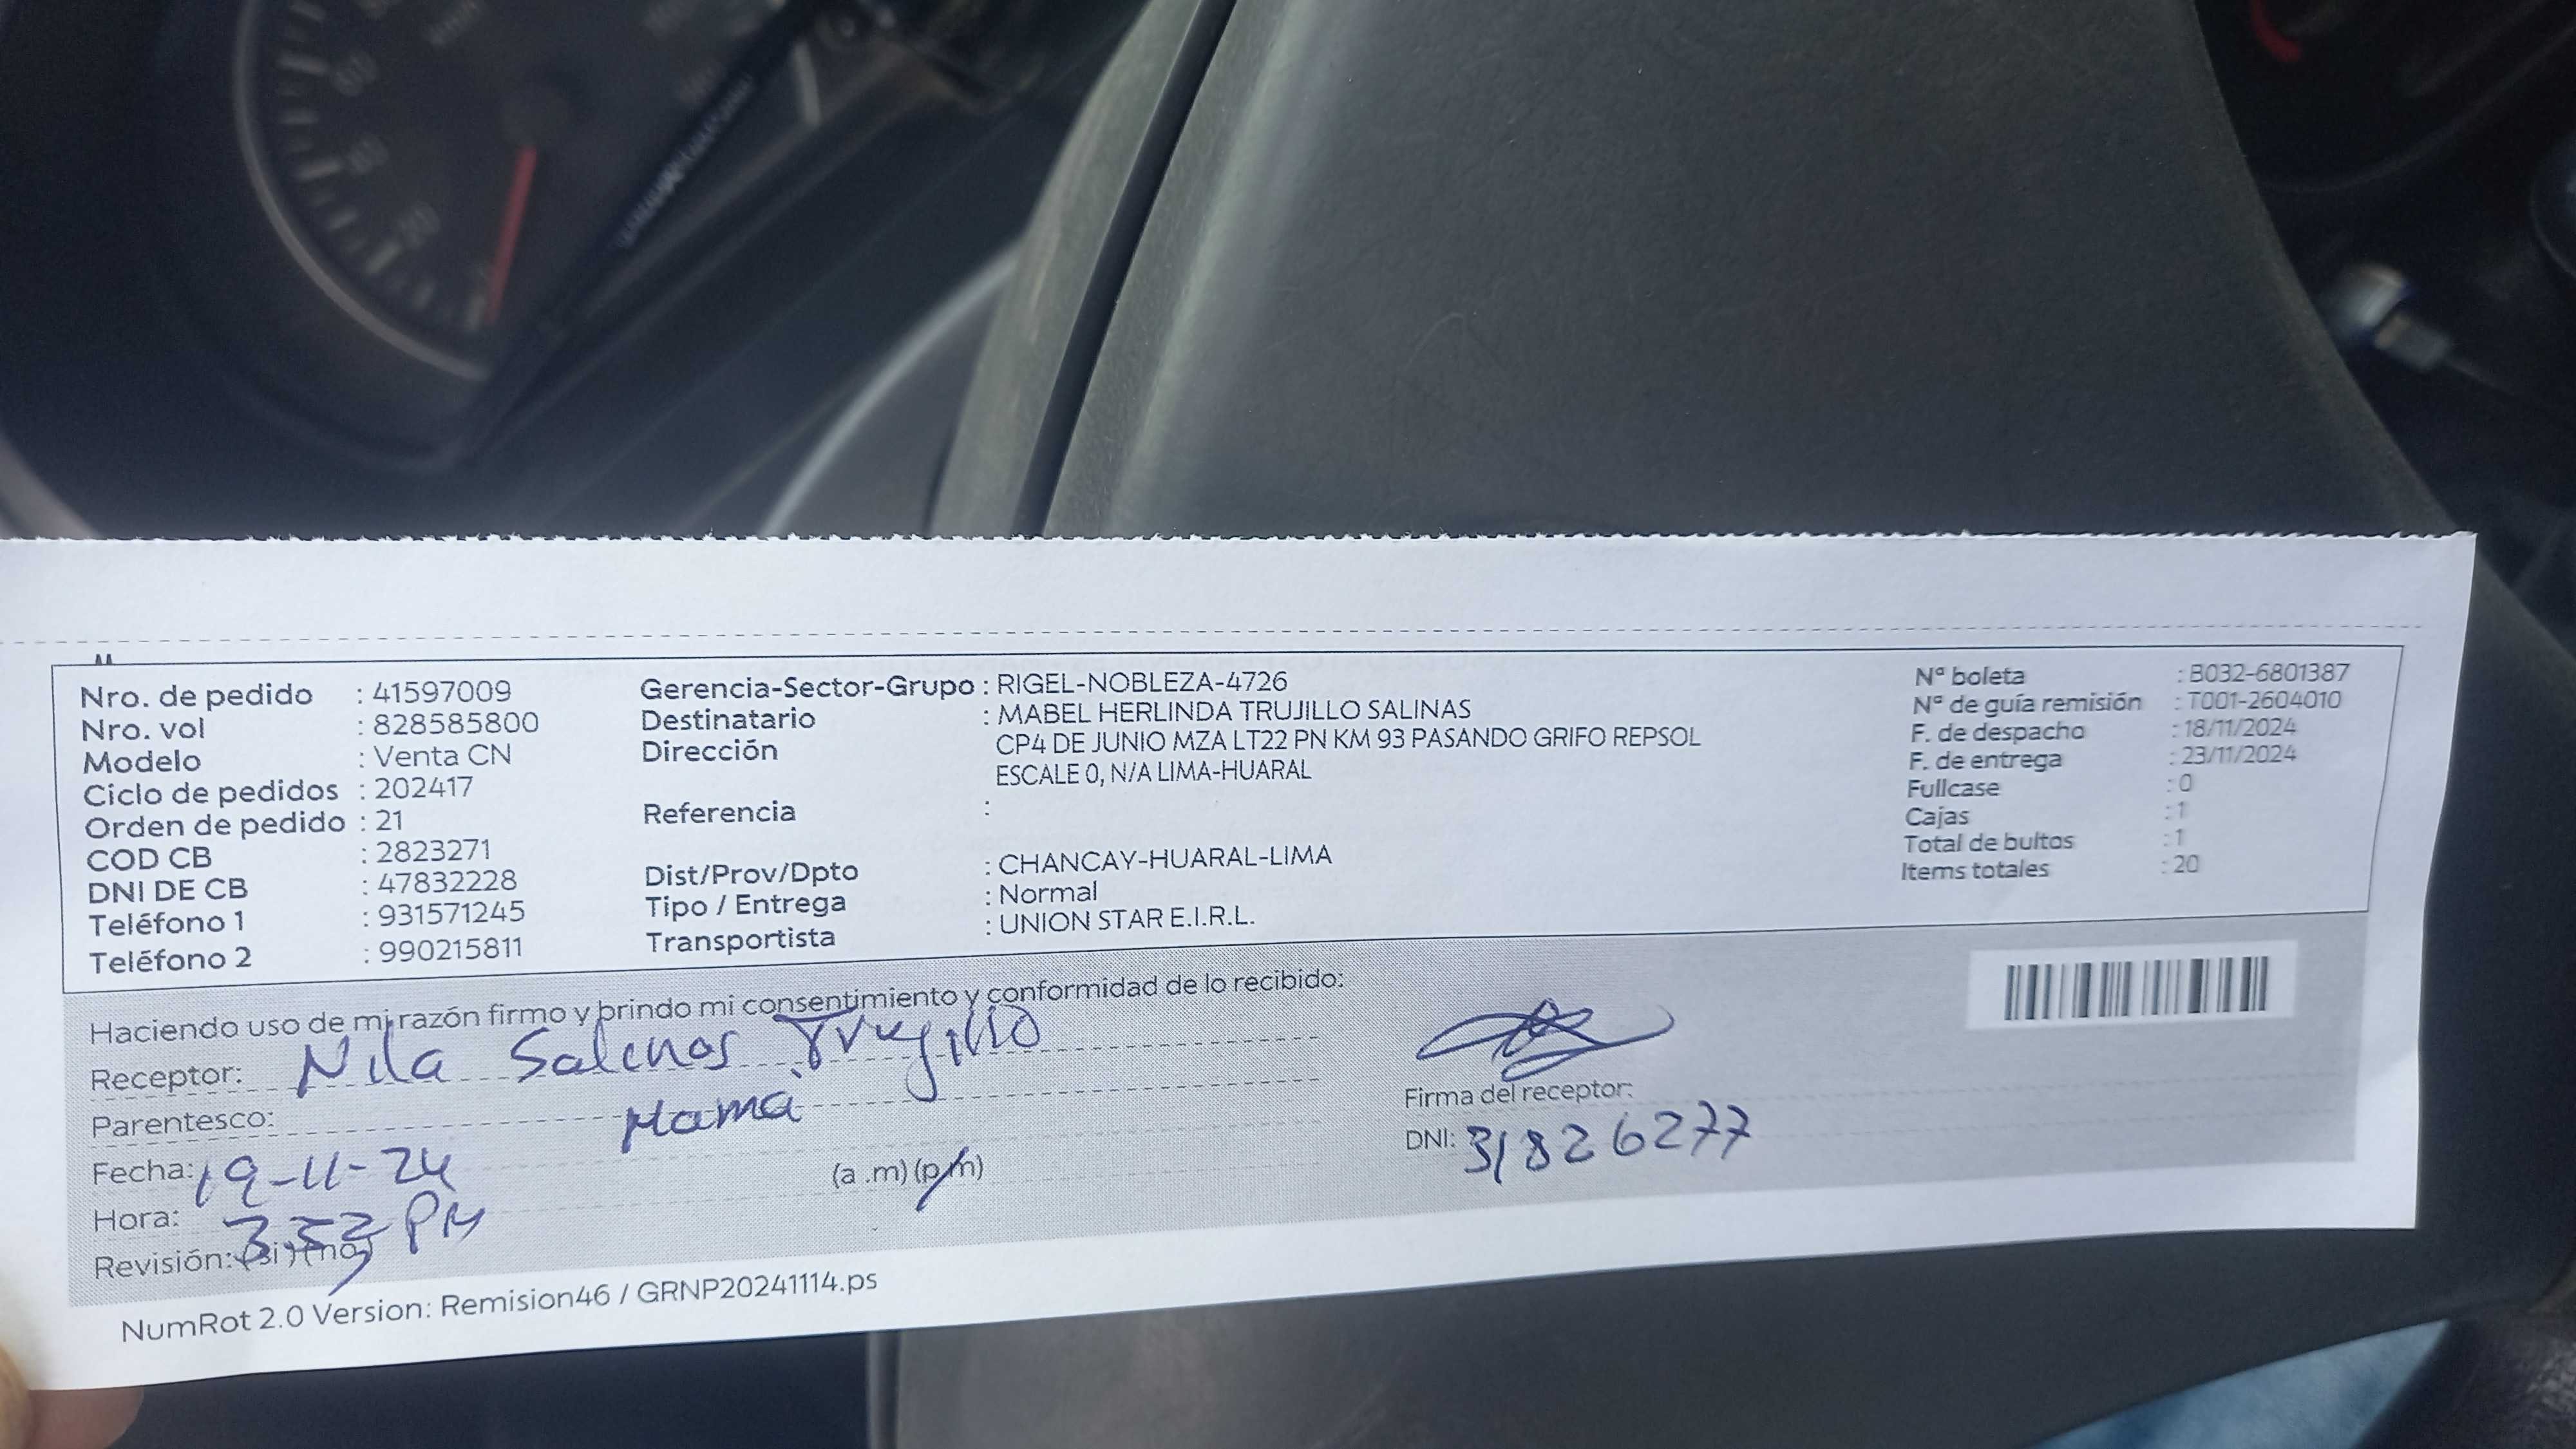 Nro. de pedido : 41597009
Nro. vol : 828585800
Modelo : Venta CN
Ciclo de pedidos : 202417
Orden de pedido : 21
COD CB : 2823271
DNI DE CB : 47832228
Teléfono 1 : 931571245
Teléfono 2 : 990215811
Gerencia-Sector-Grupo : RIGEL-NOBLEZA-4726
Destinatario : MABEL HERLINDA TRUJILLO SALINAS
Dirección CP4 DE JUNIO MZA LT22 PN KM 93 PASANDO GRIFO REPSOL
ESCALE 0, N/A LIMA-HUARAL
Referencia :
Dist/Prov/Dpto : CHANCAY-HUARAL-LIMA
Tipo / Entrega : Normal
Transportista : UNION STAR E.I.R.L.
Nª boleta : B032-6801387
Nª de guía remisión : T001-2604010
F. de despacho : 18/11/2024
F. de entrega : 23/11/2024
Fullcase : 0
Cajas : 1
Total de bultos : 1
Items totales : 20
Haciendo uso de mi razón firmo y brindo mi consentimiento y conformidad de lo recibido:
Receptor: Nila Salinas Trujillo
Parentesco: Mamá
Fecha: 19-11-24 (a .m) (p.m)
Hora: 3:53 PM
Revisión: (si) (no)
Firma del receptor:
DNI: 31826277
NumRot 2.0 Version: Remision46 / GRNP20241114.ps